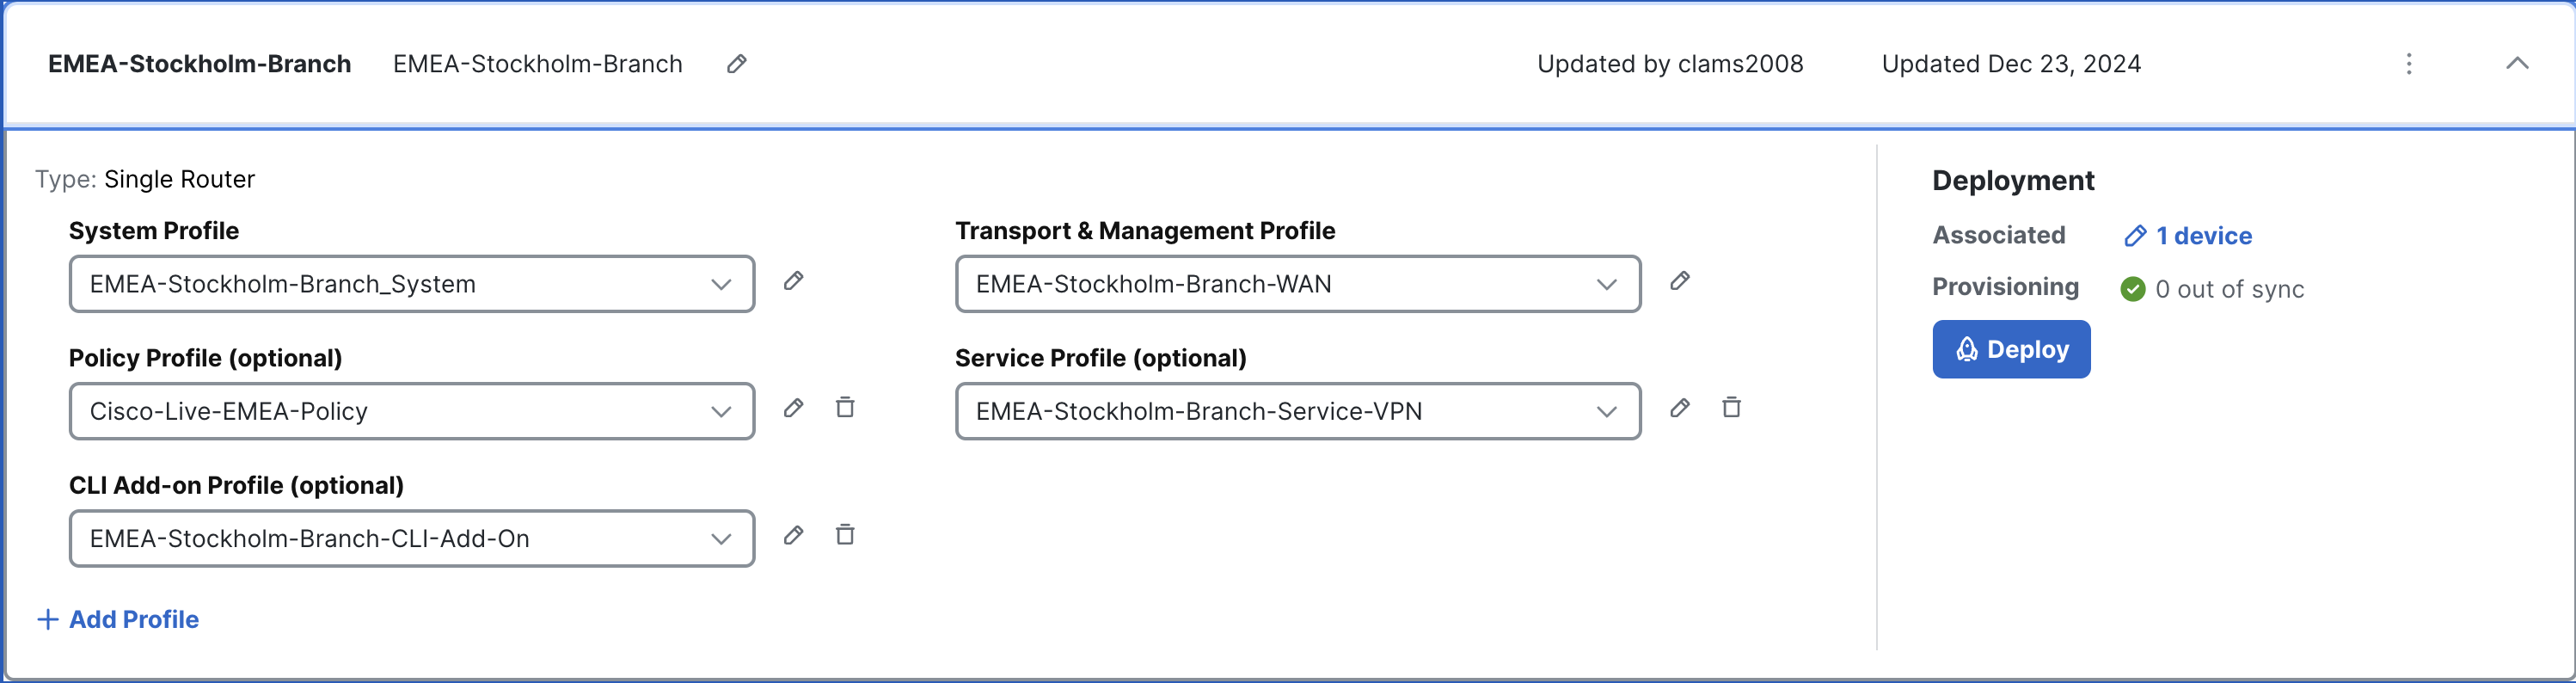 EMEA-Stockholm-Branch EMEA-Stockholm-Branch Updated by clams2008 Updated Dec 23, 2024
Type: Single Router
System Profile
EMEA-Stockholm-Branch_System
Transport & Management Profile
EMEA-Stockholm-Branch-WAN
Policy Profile (optional)
Cisco-Live-EMEA-Policy
Service Profile (optional)
EMEA-Stockholm-Branch-Service-VPN
CLI Add-on Profile (optional)
EMEA-Stockholm-Branch-CLI-Add-On
Add Profile
Deployment
Associated 1 device
Provisioning 0 out of sync
Deploy